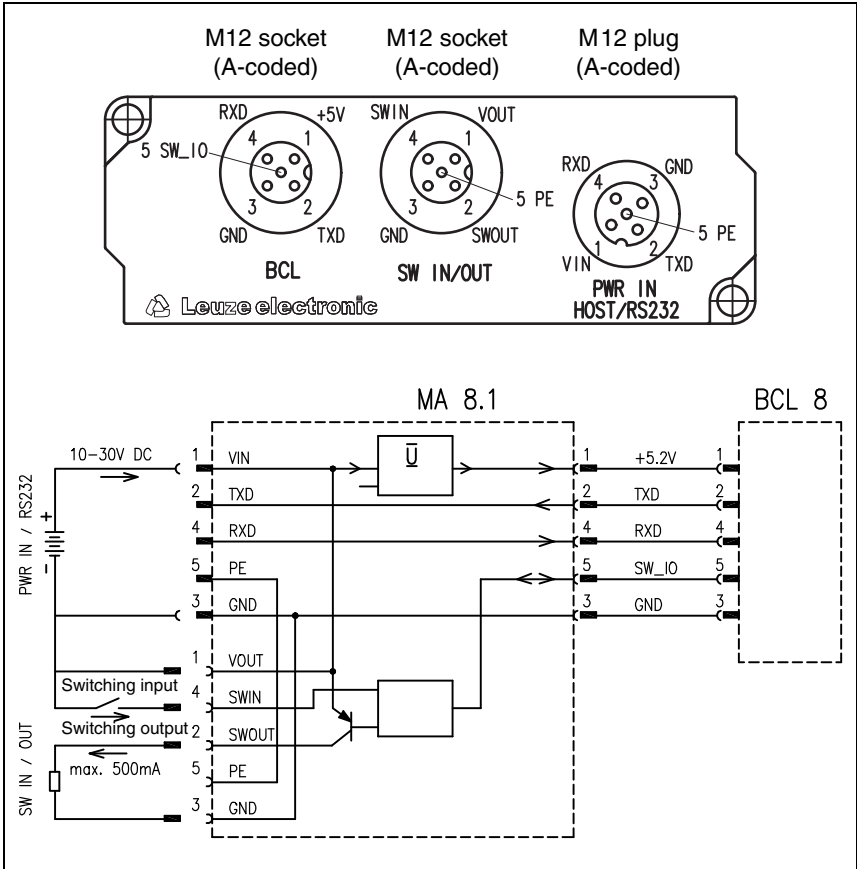 M12 socket M12 socket M12 plug
(A-coded) (A-coded) (A-coded)
RXD +5V SWIN VOUT
4 1 4 1
5 SW_IO
RXD GND
4 3
5 PE
3 2 3 2
5 PE
GND TXD GND SWOUT
1 2
VIN TXD
BCL SW IN/OUT
PWR IN
HOST/RS232
Leuze electronic
MA 8.1 BCL 8
10-30V DC 1 VIN Ū 1 +5.2V 1
2 TXD 2 TXD 2
4 RXD 4 RXD 4
5 PE 5 SW_IO 5
3 GND 3 GND 3
PWR IN / RS232
+
-
1 VOUT
Switching input 4 SWIN
Switching output 2 SWOUT
max. 500mA 5 PE
3 GND
SW IN / OUT